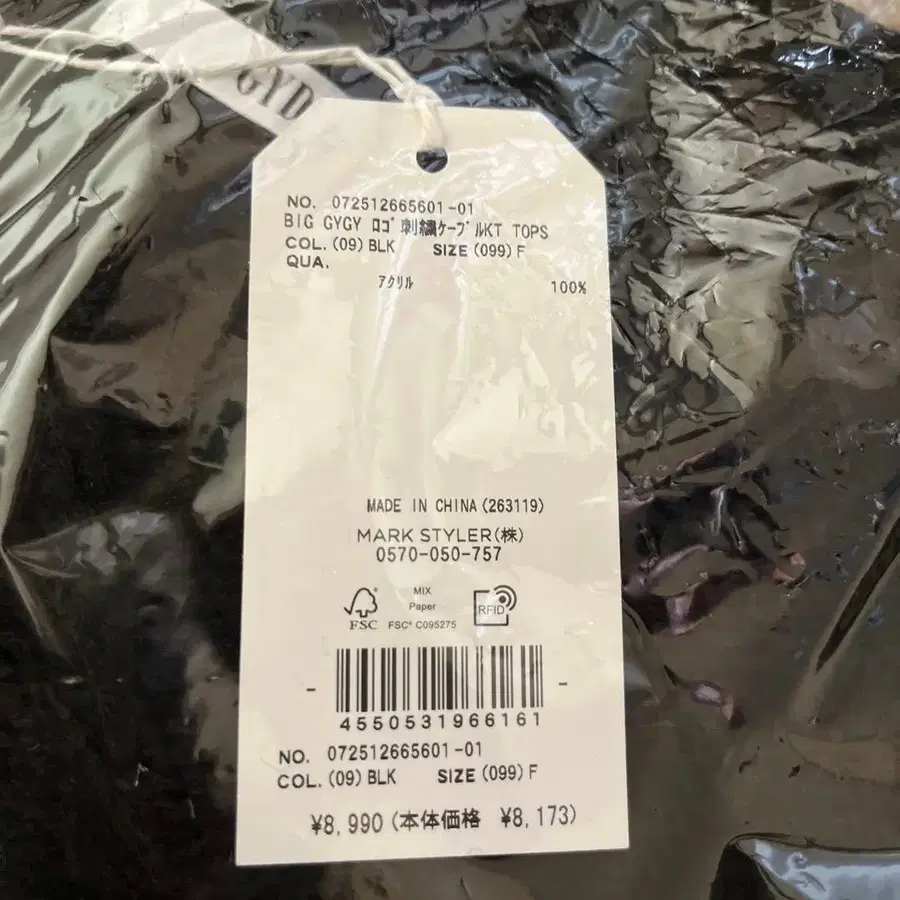 GYD
NO. 072512665601-01
BIG GYGY ロゴ刺繍ケーブルKT TOPS
COL. (09) BLK SIZE (099) F
QUA.
アクリル 100%
MADE IN CHINA (263119)
MARK STYLER(株)
0570-050-757
FSC
MIX
Paper
FSC® C095275
RFID
- 4550531966161 -
NO. 072512665601-01
COL. (09) BLK SIZE (099) F
¥8,990 (本体価格 ¥8,173)